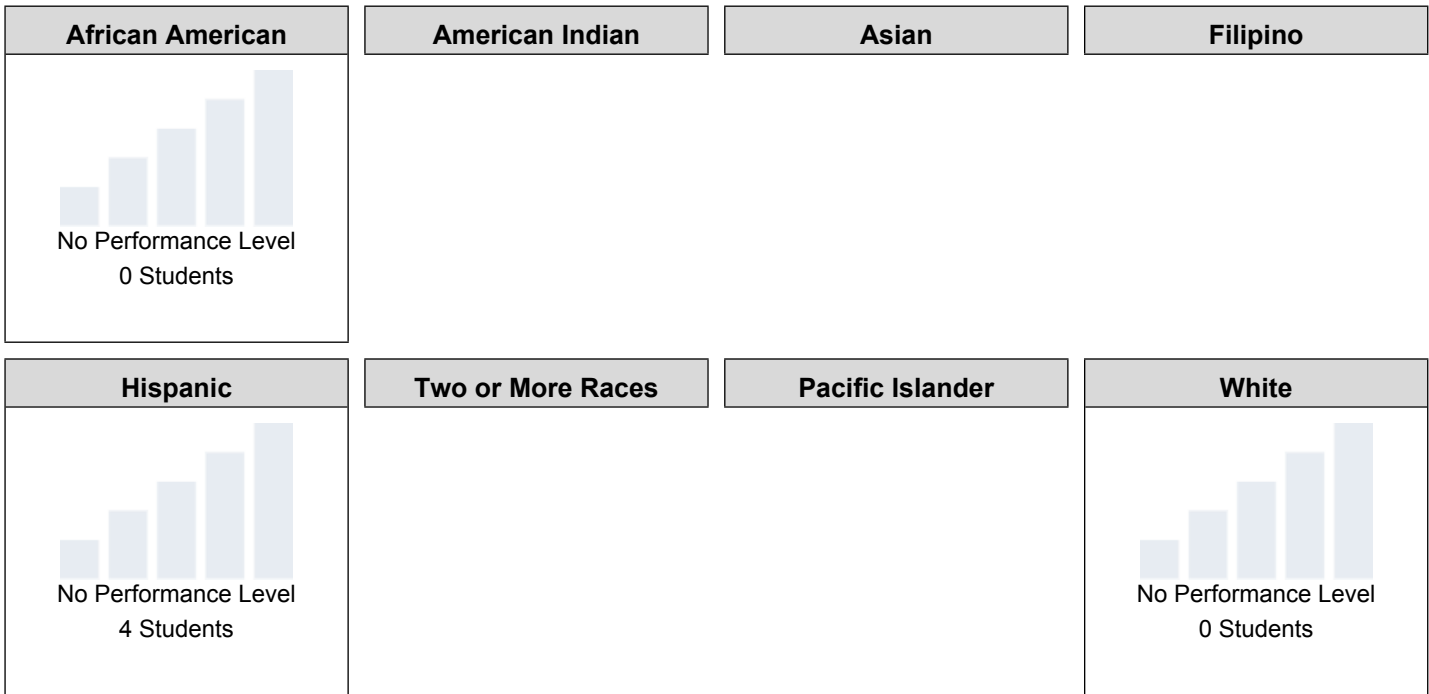 African American
American Indian
Asian
Filipino
No Performance Level
0 Students
Hispanic
Two or More Races
Pacific Islander
White
No Performance Level
4 Students
No Performance Level
0 Students